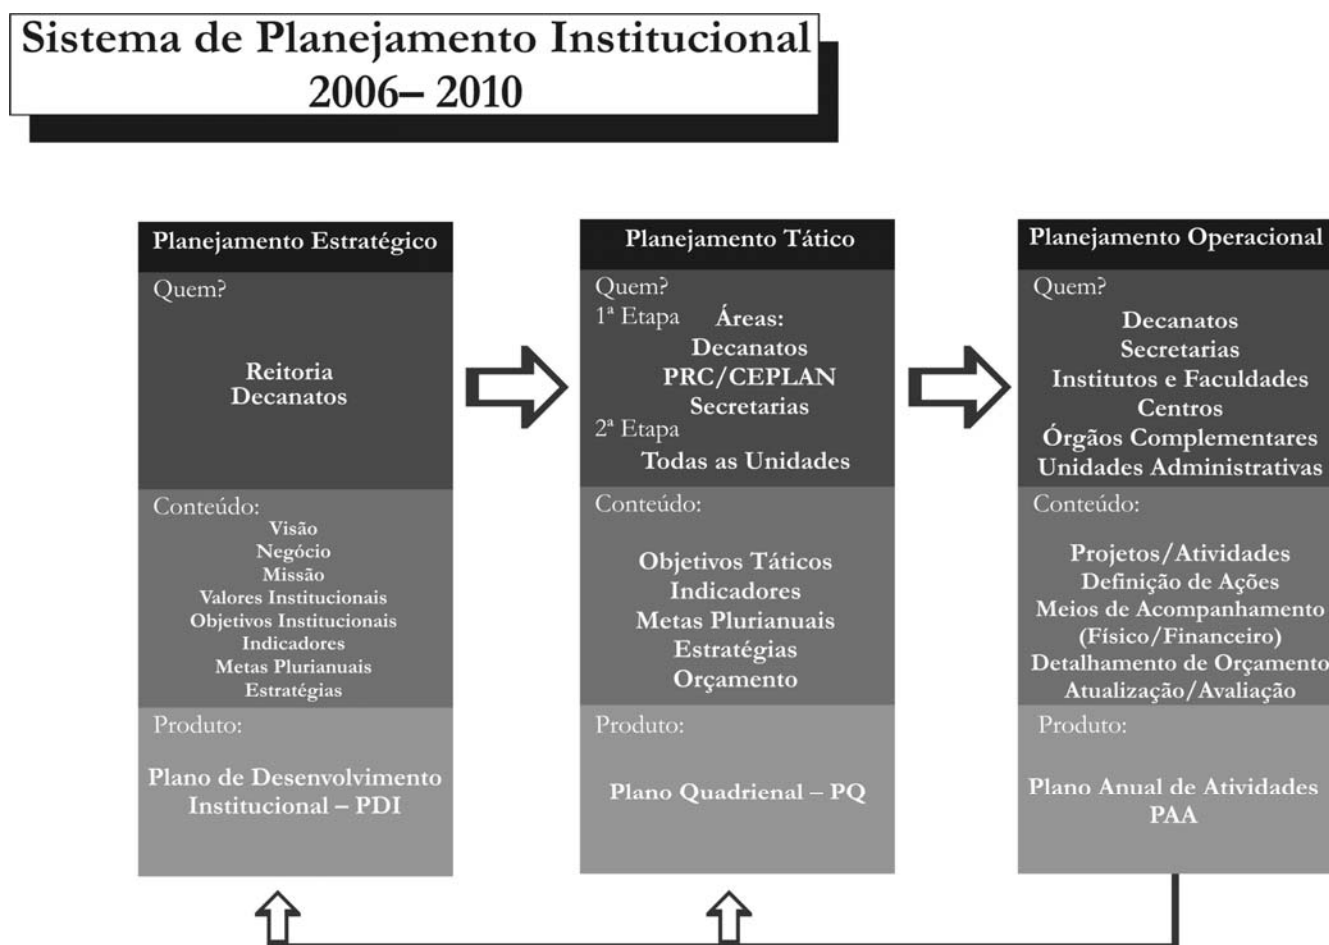 Sistema de Planejamento Institucional
2006– 2010
Planejamento Estratégico
Quem?
Reitoria
Decanatos
Conteúdo:
Visão
Negócio
Missão
Valores Institucionais
Objetivos Institucionais
Indicadores
Metas Plurianuais
Estratégias
Produto:
Plano de Desenvolvimento
Institucional – PDI
Planejamento Tático
Quem?
1ª Etapa Áreas:
Decanatos
PRC/CEPLAN
Secretarias
2ª Etapa
Todas as Unidades
Conteúdo:
Objetivos Táticos
Indicadores
Metas Plurianuais
Estratégias
Orçamento
Produto:
Plano Quadrienal – PQ
Planejamento Operacional
Quem?
Decanatos
Secretarias
Institutos e Faculdades
Centros
Órgãos Complementares
Unidades Administrativas
Conteúdo:
Projetos/Atividades
Definição de Ações
Meios de Acompanhamento
(Físico/Financeiro)
Detalhamento de Orçamento
Atualização/Avaliação
Produto:
Plano Anual de Atividades
PAA